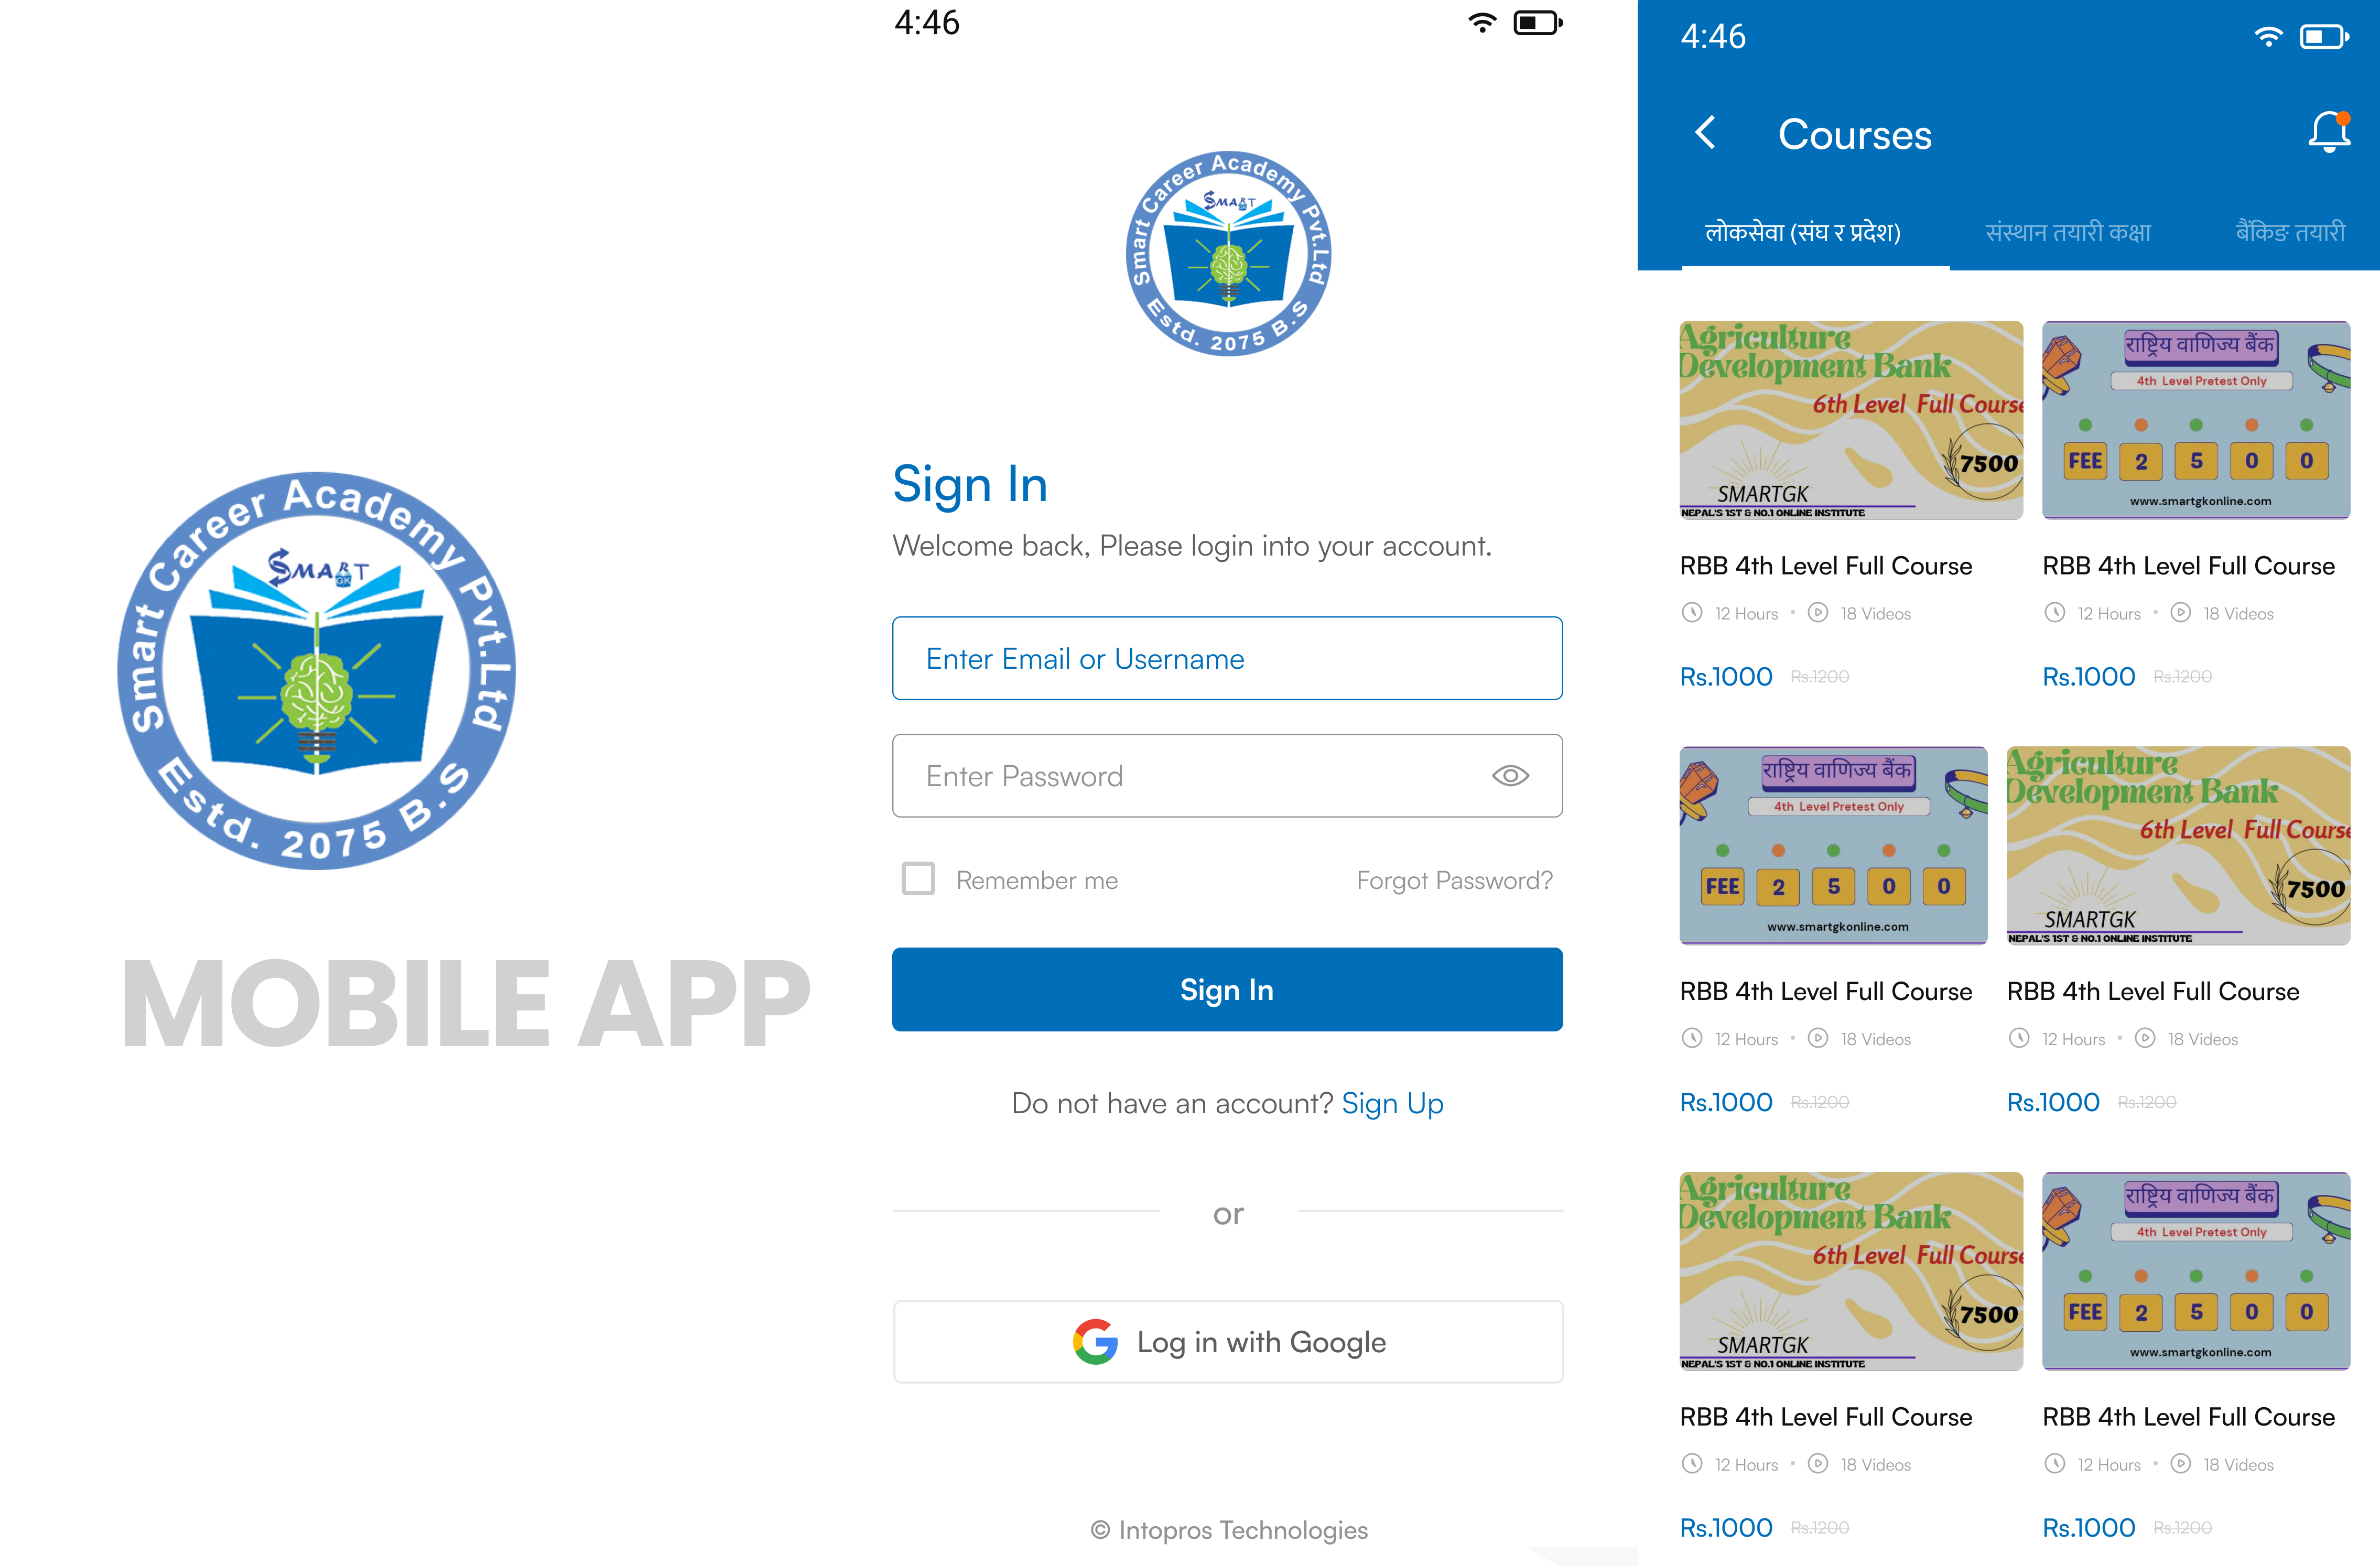 Smart Career Academy Pvt.Ltd
SMART
GK
Estd. 2075 B.S
MOBILE APP
4:46
Smart Career Academy Pvt.Ltd
SMART
Estd. 2075 B.S
Sign In
Welcome back, Please login into your account.
Enter Email or Username
Enter Password
Remember me
Forgot Password?
Sign In
Do not have an account? Sign Up
or
Log in with Google
© Intopros Technologies
4:46
Courses
लोकसेवा (संघ र प्रदेश)
संस्थान तयारी कक्षा
बैंकिङ तयारी
Agriculture
Development Bank
6th Level Full Course
7500
SMARTGK
NEPAL'S 1ST & NO.1 ONLINE INSTITUTE
RBB 4th Level Full Course
12 Hours • 18 Videos
Rs.1000 Rs.1200
राष्ट्रिय वाणिज्य बैंक
4th Level Pretest Only
FEE 2 5 0 0
www.smartgkonline.com
RBB 4th Level Full Course
12 Hours • 18 Videos
Rs.1000 Rs.1200
राष्ट्रिय वाणिज्य बैंक
4th Level Pretest Only
FEE 2 5 0 0
www.smartgkonline.com
RBB 4th Level Full Course
12 Hours • 18 Videos
Rs.1000 Rs.1200
Agriculture
Development Bank
6th Level Full Course
7500
SMARTGK
NEPAL'S 1ST & NO.1 ONLINE INSTITUTE
RBB 4th Level Full Course
12 Hours • 18 Videos
Rs.1000 Rs.1200
Agriculture
Development Bank
6th Level Full Course
7500
SMARTGK
NEPAL'S 1ST & NO.1 ONLINE INSTITUTE
RBB 4th Level Full Course
12 Hours • 18 Videos
Rs.1000 Rs.1200
राष्ट्रिय वाणिज्य बैंक
4th Level Pretest Only
FEE 2 5 0 0
www.smartgkonline.com
RBB 4th Level Full Course
12 Hours • 18 Videos
Rs.1000 Rs.1200